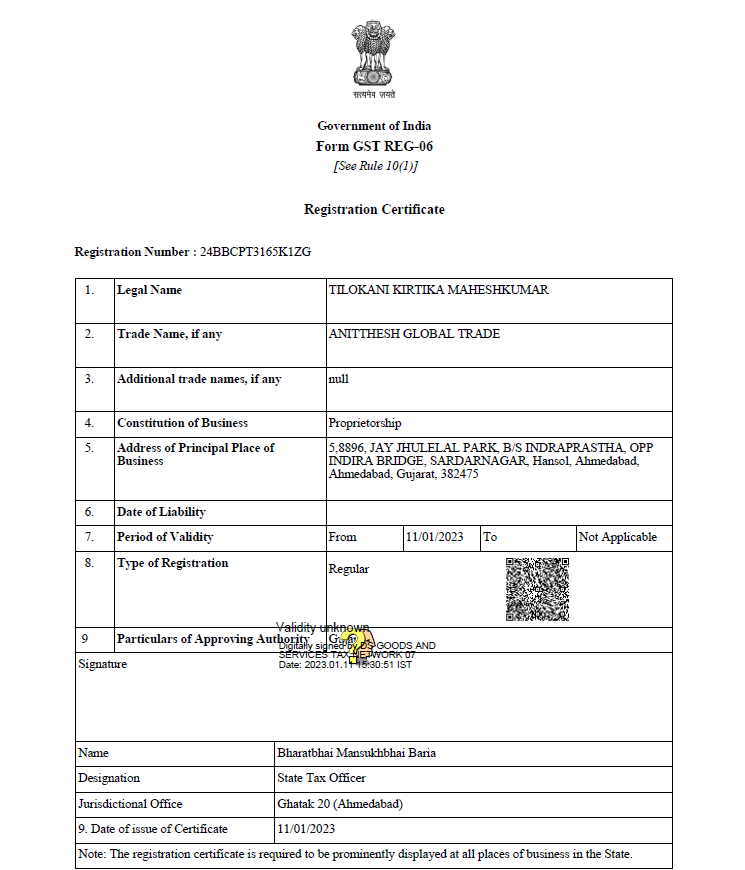 सत्यमेव जयते
Government of India
Form GST REG-06
[See Rule 10(1)]
Registration Certificate
Registration Number : 24BBCPT3165K1ZG
1. Legal Name TILOKANI KIRTIKA MAHESHKUMAR
2. Trade Name, if any ANITTHESH GLOBAL TRADE
3. Additional trade names, if any null
4. Constitution of Business Proprietorship
5. Address of Principal Place of 5,8896, JAY JHULELAL PARK, B/S INDRAPRASTHA, OPP
Business INDIRA BRIDGE, SARDARNAGAR, Hansol, Ahmedabad,
Ahmedabad, Gujarat, 382475
6. Date of Liability
7. Period of Validity From 11/01/2023 To Not Applicable
8. Type of Registration Regular
Validity unknown
9 Particulars of Approving Authority
Digitally signed by DS GOODS AND
SERVICES TAX NETWORK 07
Date: 2023.01.11 15:30:51 IST
Signature
Name Bharatbhai Mansukhbhai Baria
Designation State Tax Officer
Jurisdictional Office Ghatak 20 (Ahmedabad)
9. Date of issue of Certificate 11/01/2023
Note: The registration certificate is required to be prominently displayed at all places of business in the State.